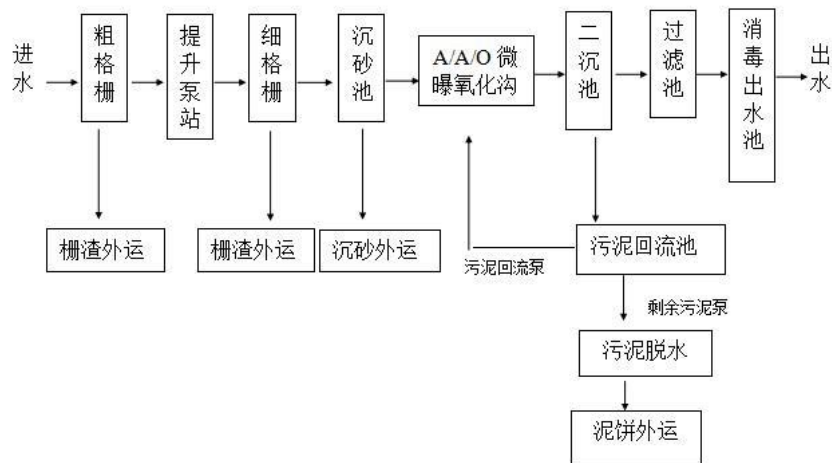 进水
粗格栅
提升泵站
细格栅
沉砂池
A/A/O 微
曝氧化沟
二沉池
过滤池
消毒出水池
出水
栅渣外运
栅渣外运
沉砂外运
污泥回流泵
污泥回流池
剩余污泥泵
污泥脱水
泥饼外运